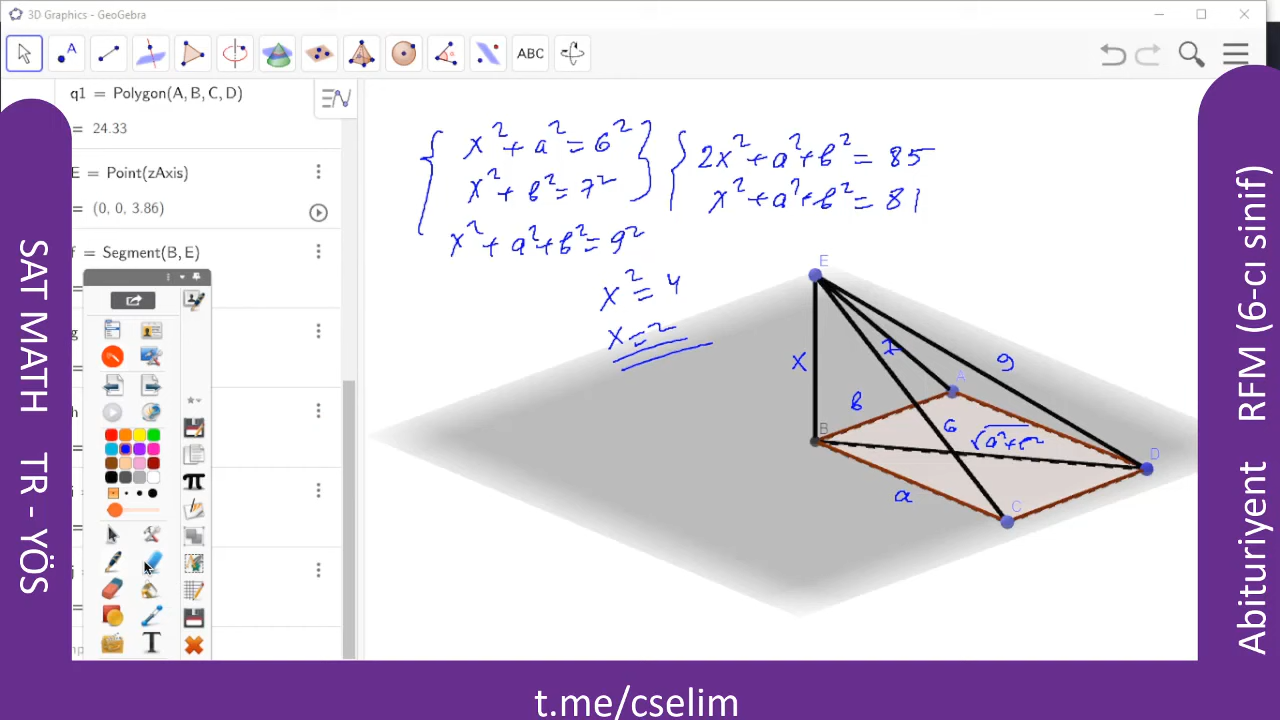 3D Graphics - GeoGebra
ABC
q1 = Polygon(A, B, C, D)
= 24.33
E = Point(zAxis)
= (0, 0, 3.86)
f = Segment(B, E)
g
h
i
j
π
T
x² + a² = 6²
x² + b² = 7²
x² + a² + b² = 9²
2x² + a² + b² = 85
x² + a² + b² = 81
x² = 4
x = 2
E
x
7
9
A
b
B
6
√a²+b²
D
a
C
SAT MATH TR - YÖS
Abituriyent RFM (6-cı sinif)
t.me/cselim